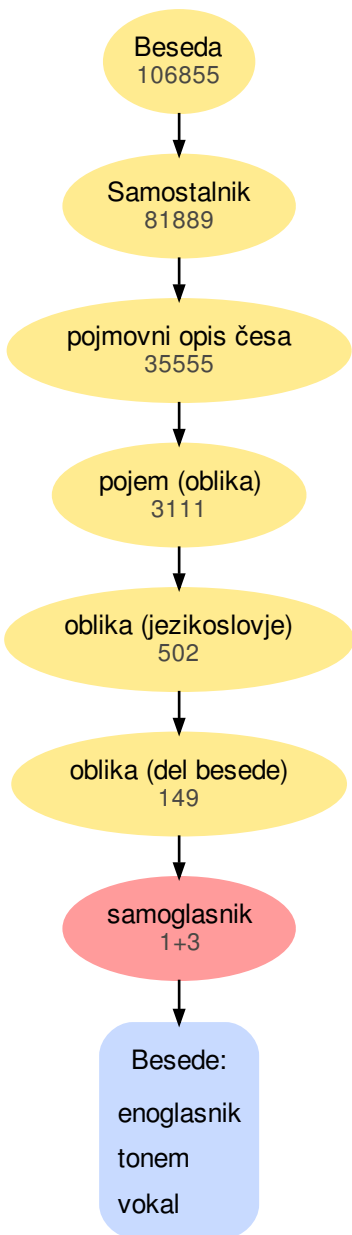 Beseda
106855
Samostalnik
81889
pojmovni opis česa
35555
pojem (oblika)
3111
oblika (jezikoslovje)
502
oblika (del besede)
149
samoglasnik
1+3
Besede:
enoglasnik
tonem
vokal